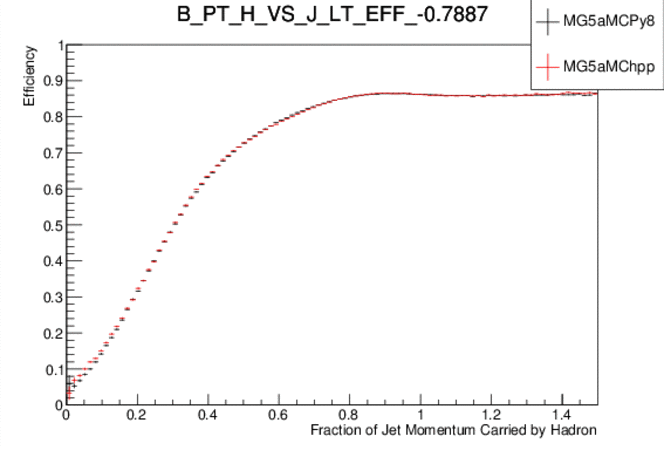 B_PT_H_VS_J_LT_EFF_-0.7887
MG5aMCPy8
MG5aMChpp
Efficiency
1
0.9
0.8
0.7
0.6
0.5
0.4
0.3
0.2
0.1
0
0 0.2 0.4 0.6 0.8 1 1.2 1.4
Fraction of Jet Momentum Carried by Hadron